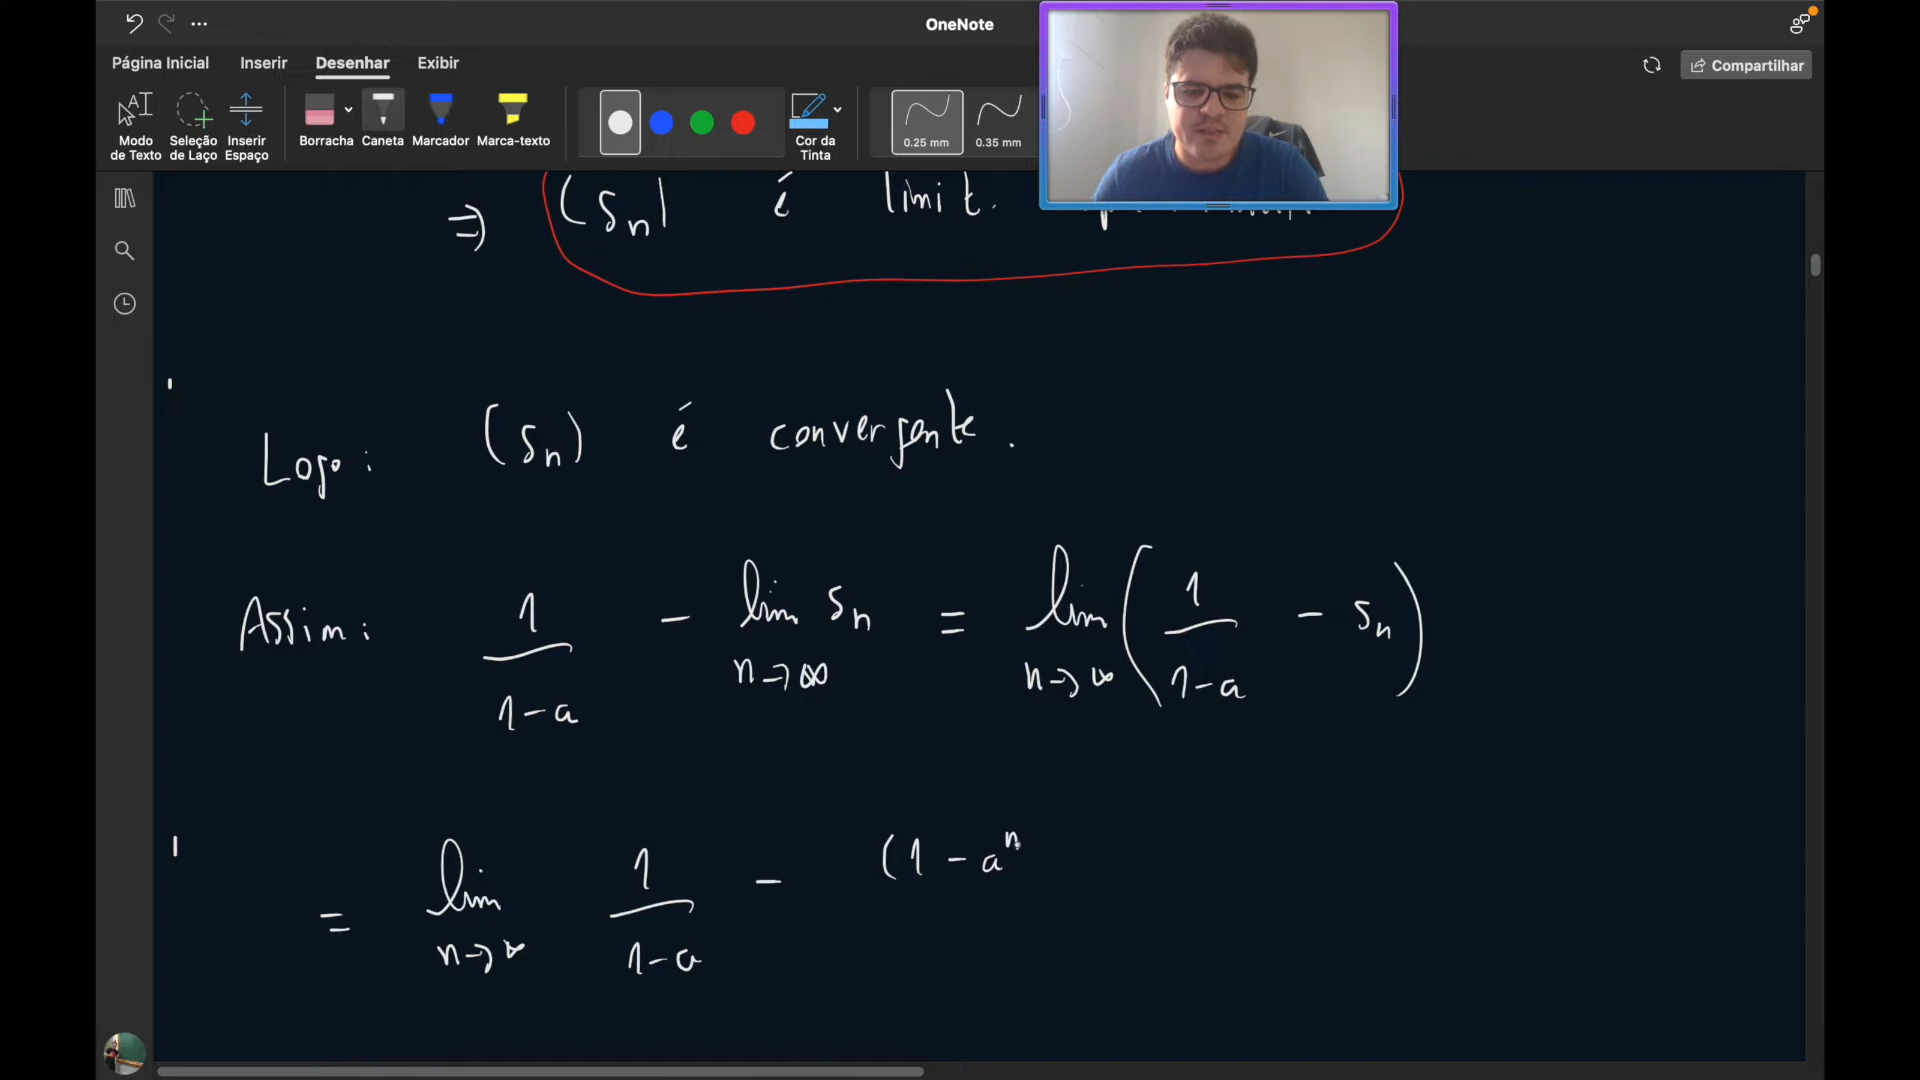 OneNote
Página Inicial Inserir Desenhar Exibir
Compartilhar
Modo de Texto
Seleção de Laço
Inserir Espaço
Borracha Caneta Marcador Marca-texto
Cor da Tinta
0.25 mm 0.35 mm
⇒ (Sn) é limit.
Logo: (Sn) é convergente.
Assim: 1/(1-a) - lim n→∞ Sn = lim n→∞ (1/(1-a) - Sn)
= lim n→∞ 1/(1-a) - (1 - a^n